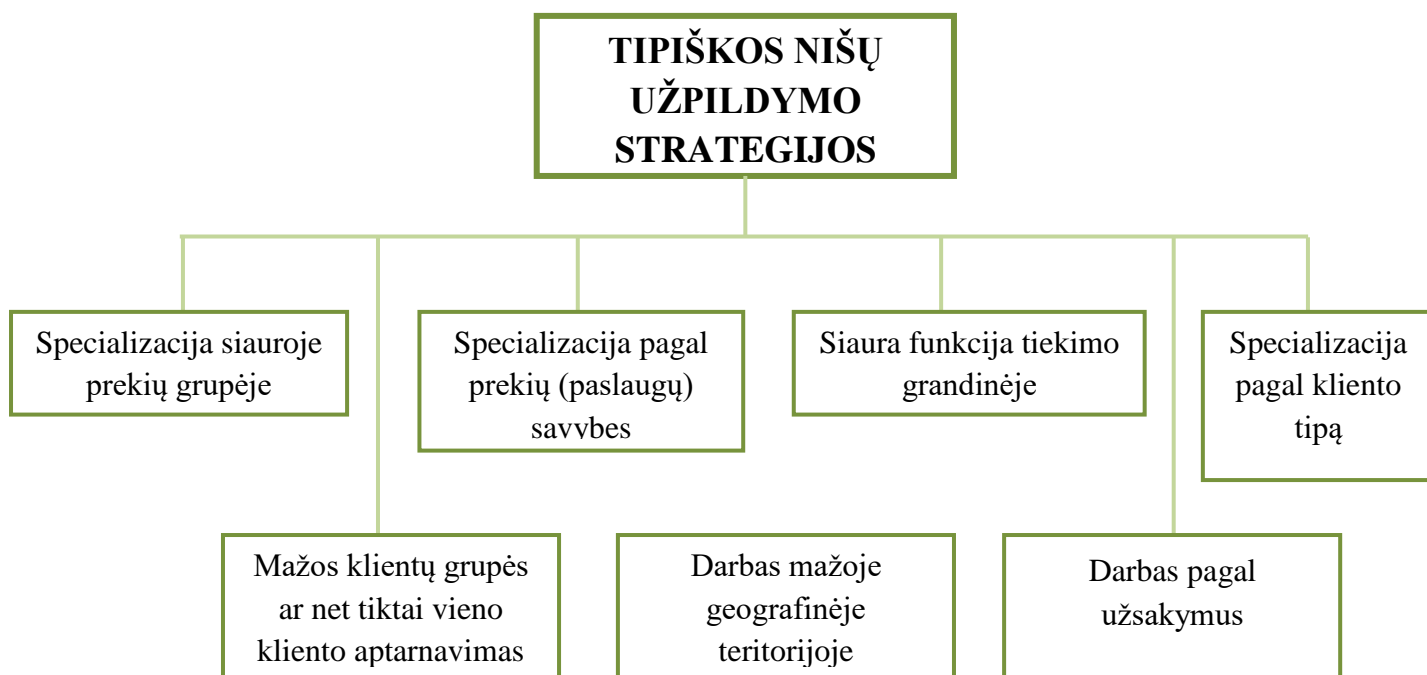 TIPIŠKOS NIŠŲ
UŽPILDYMO
STRATEGIJOS
Specializacija siauroje
prekių grupėje
Specializacija pagal
prekių (paslaugų)
savybes
Siaura funkcija tiekimo
grandinėje
Specializacija
pagal kliento
tipą
Mažos klientų grupės
ar net tiktai vieno
kliento aptarnavimas
Darbas mažoje
geografinėje
teritorijoje
Darbas pagal
užsakymus